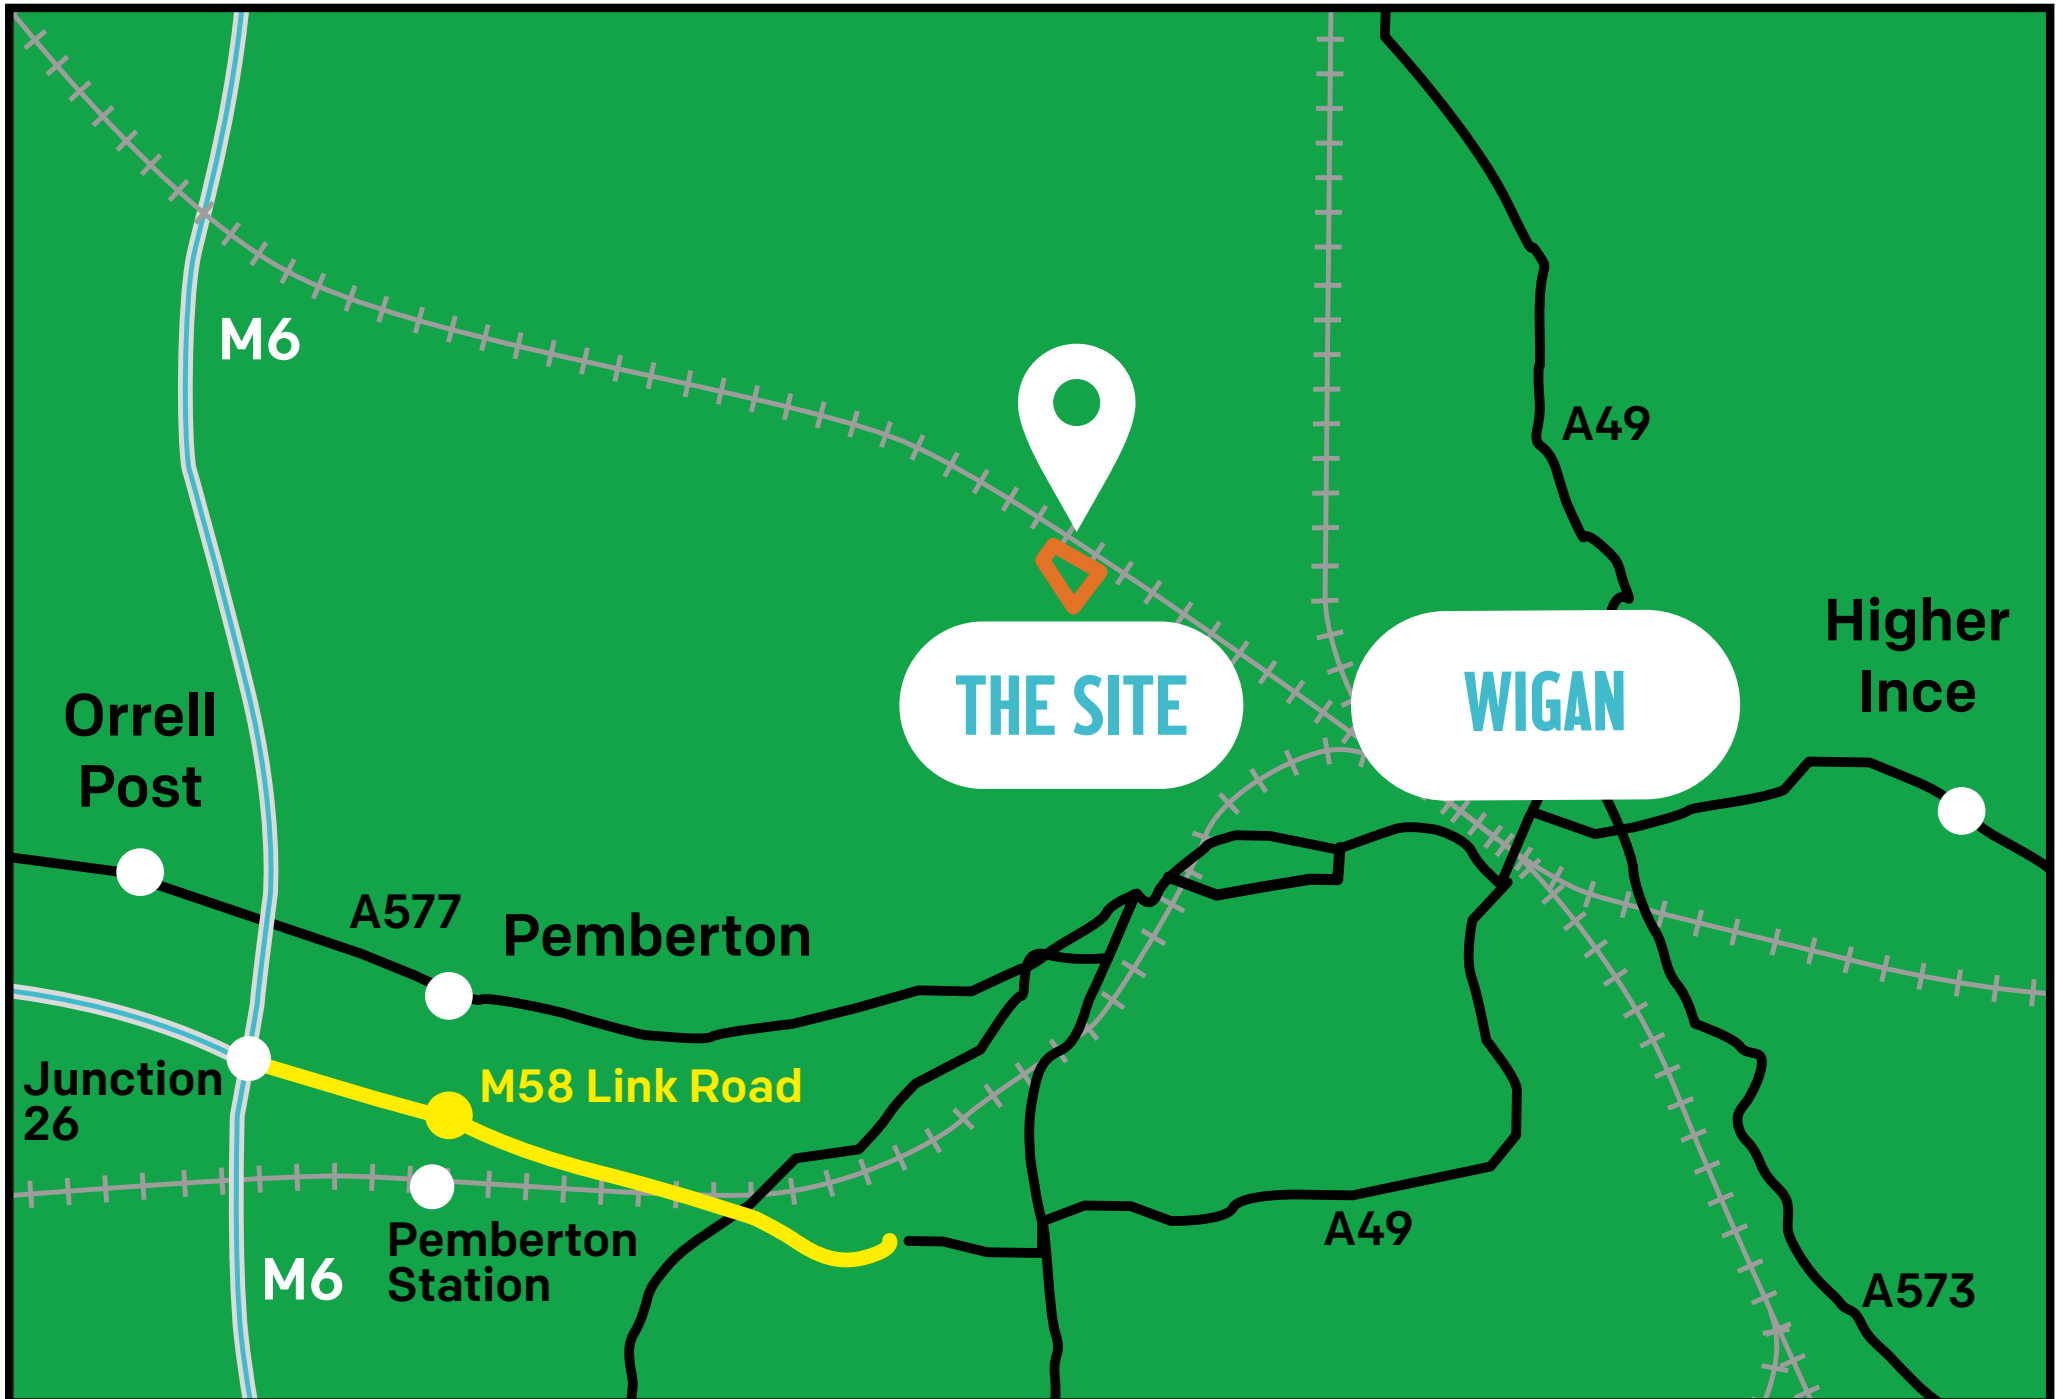 M6
A49
Higher
Ince
THE SITE
WIGAN
Orrell
Post
A577
Pemberton
Junction
26
M58 Link Road
Pemberton
Station
A49
M6
A573